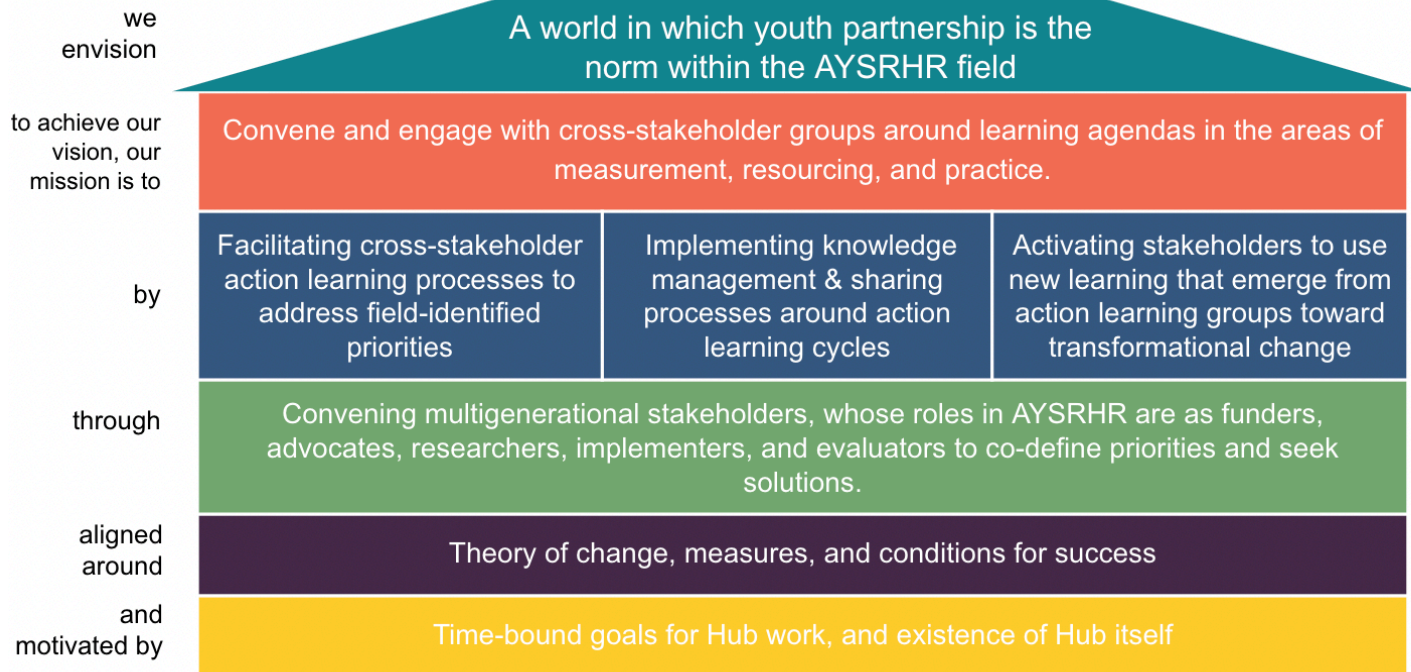 we
envision
A world in which youth partnership is the
norm within the AYSRHR field
to achieve our
vision, our
mission is to
Convene and engage with cross-stakeholder groups around learning agendas in the areas of
measurement, resourcing, and practice.
by
Facilitating cross-stakeholder
action learning processes to
address field-identified
priorities
Implementing knowledge
management & sharing
processes around action
learning cycles
Activating stakeholders to use
new learning that emerge from
action learning groups toward
transformational change
through
Convening multigenerational stakeholders, whose roles in AYSRHR are as funders,
advocates, researchers, implementers, and evaluators to co-define priorities and seek
solutions.
aligned
around
Theory of change, measures, and conditions for success
and
motivated by
Time-bound goals for Hub work, and existence of Hub itself